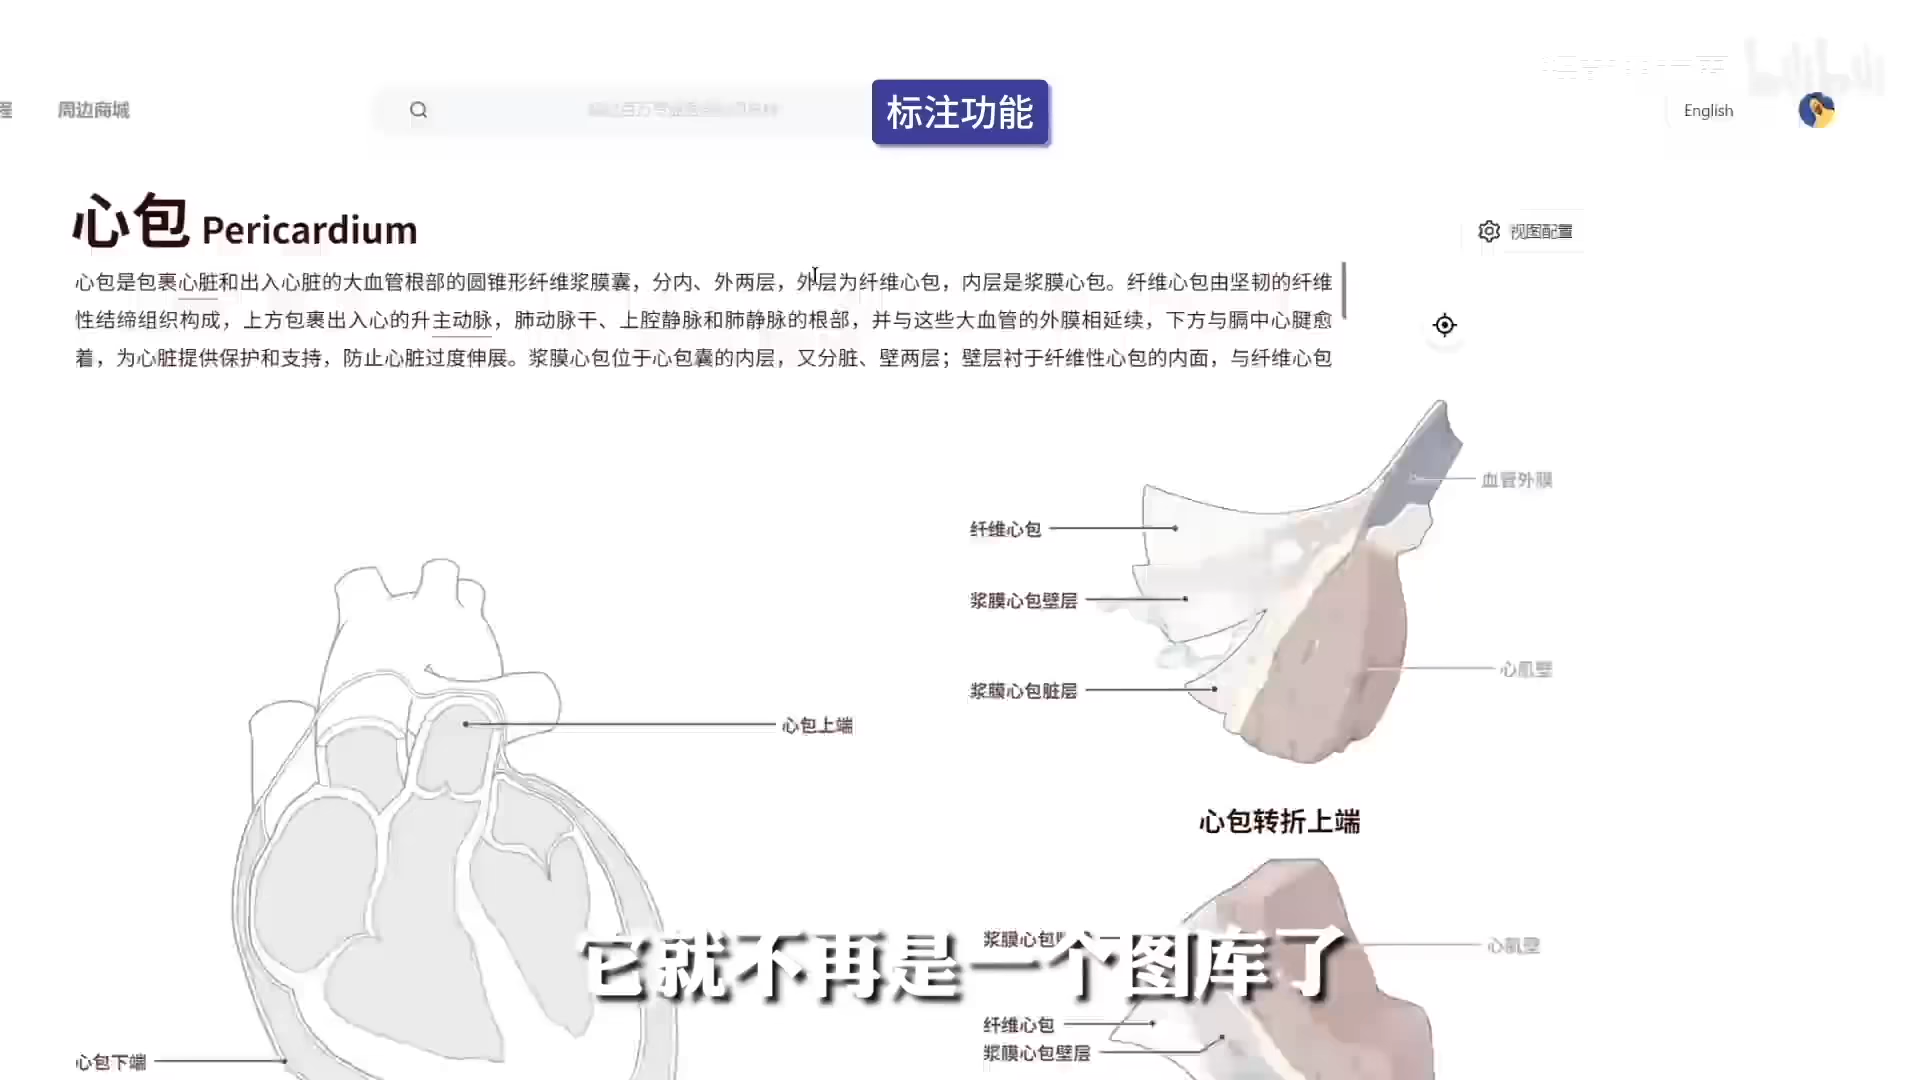 周边商城
标注功能
English
心包 Pericardium
视图配置
心包是包裹心脏和出入心脏的大血管根部的圆锥形纤维浆膜囊，分内、外两层，外层为纤维心包，内层是浆膜心包。纤维心包由坚韧的纤维
性结缔组织构成，上方包裹出入心的升主动脉，肺动脉干、上腔静脉和肺静脉的根部，并与这些大血管的外膜相延续，下方与膈中心腱愈
着，为心脏提供保护和支持，防止心脏过度伸展。浆膜心包位于心包囊的内层，又分脏、壁两层；壁层衬于纤维性心包的内面，与纤维心包
血管外膜
纤维心包
浆膜心包壁层
心肌壁
浆膜心包脏层
心包上端
心包转折上端
浆膜心包
心肌壁
它就不再是一个图库了
纤维心包
浆膜心包壁层
心包下端